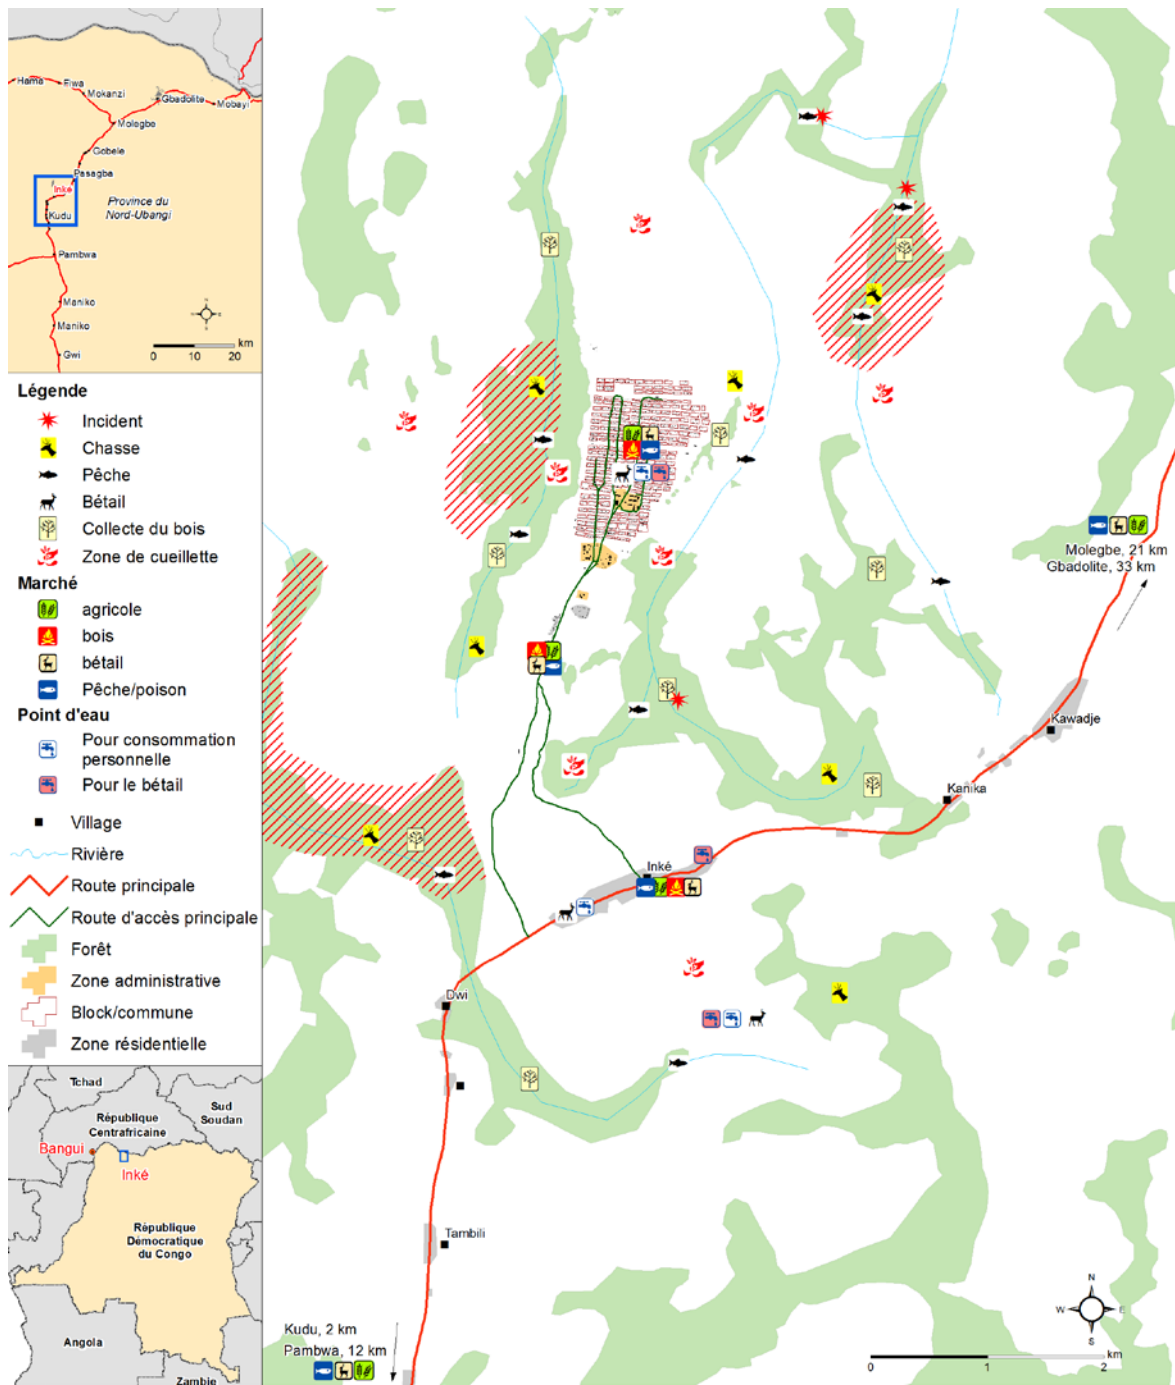 Hama
Fiwa
Mokanzi
Gbadolite
Mobayi
Molegbe
Gobele
Pasagba
Inké
Kudu
Province du
Nord-Ubangi
Pambwa
Maniko
Maniko
Gwi
km
0 10 20
Légende
Incident
Chasse
Pêche
Bétail
Collecte du bois
Zone de cueillette
Marché
agricole
bois
bétail
Pêche/poison
Point d'eau
Pour consommation
personnelle
Pour le bétail
Village
Rivière
Route principale
Route d'accès principale
Forêt
Zone administrative
Block/commune
Zone résidentielle
Tchad
République
Centrafricaine
Sud
Soudan
Bangui
Inké
République
Démocratique
du Congo
Angola
Zambie
Molegbe, 21 km
Gbadolite, 33 km
Kawadje
Kanika
Inké
Dwi
Tambili
Kudu, 2 km
Pambwa, 12 km
N
W E
S
km
0 1 2